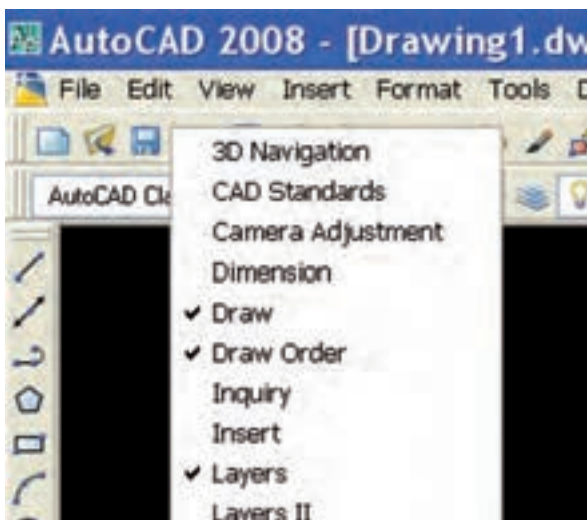 AutoCAD 2008 - [Drawing1.dw
File Edit View Insert Format Tools D
AutoCAD Cla
3D Navigation
CAD Standards
Camera Adjustment
Dimension
Draw
Draw Order
Inquiry
Insert
Layers
Layers II